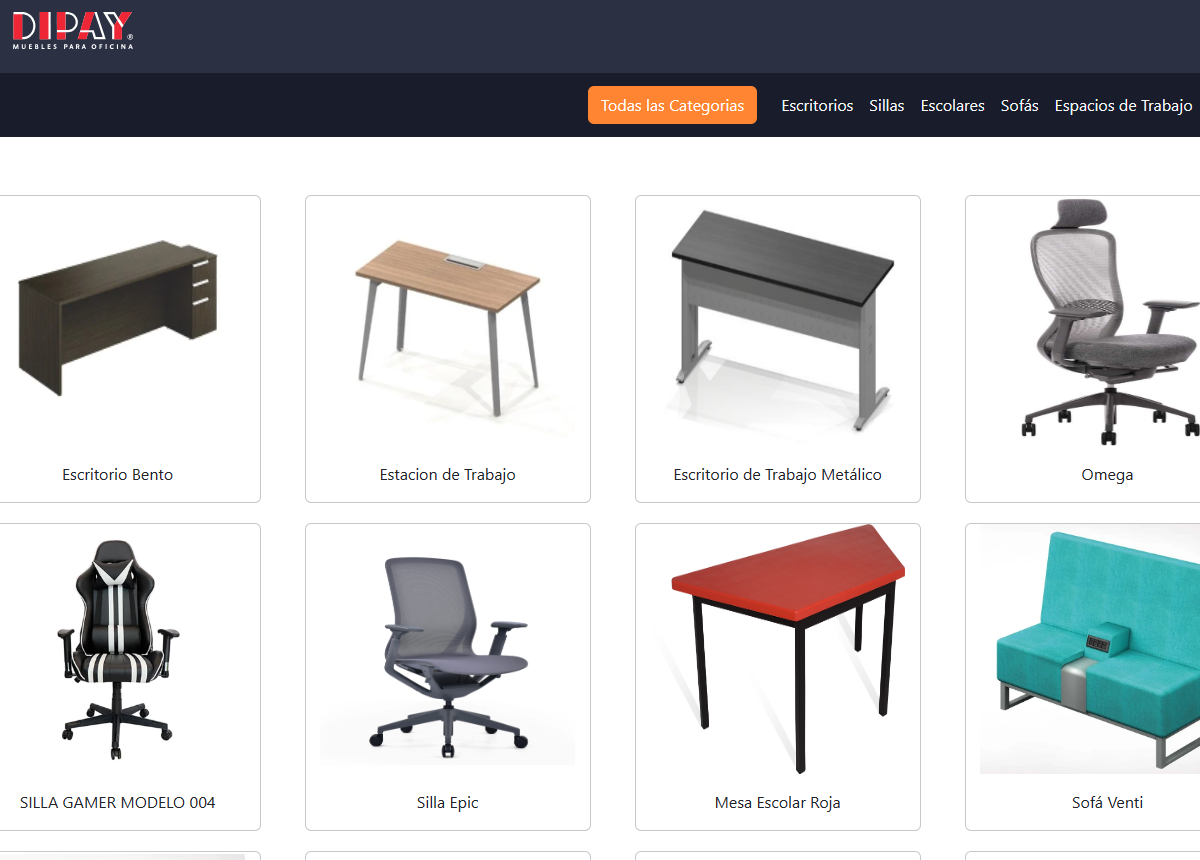 DIPAY®
MUEBLES PARA OFICINA
Todas las Categorias
Escritorios
Sillas
Escolares
Sofás
Espacios de Trabajo
Escritorio Bento
Estacion de Trabajo
Escritorio de Trabajo Metálico
Omega
SILLA GAMER MODELO 004
Silla Epic
Mesa Escolar Roja
Sofá Venti